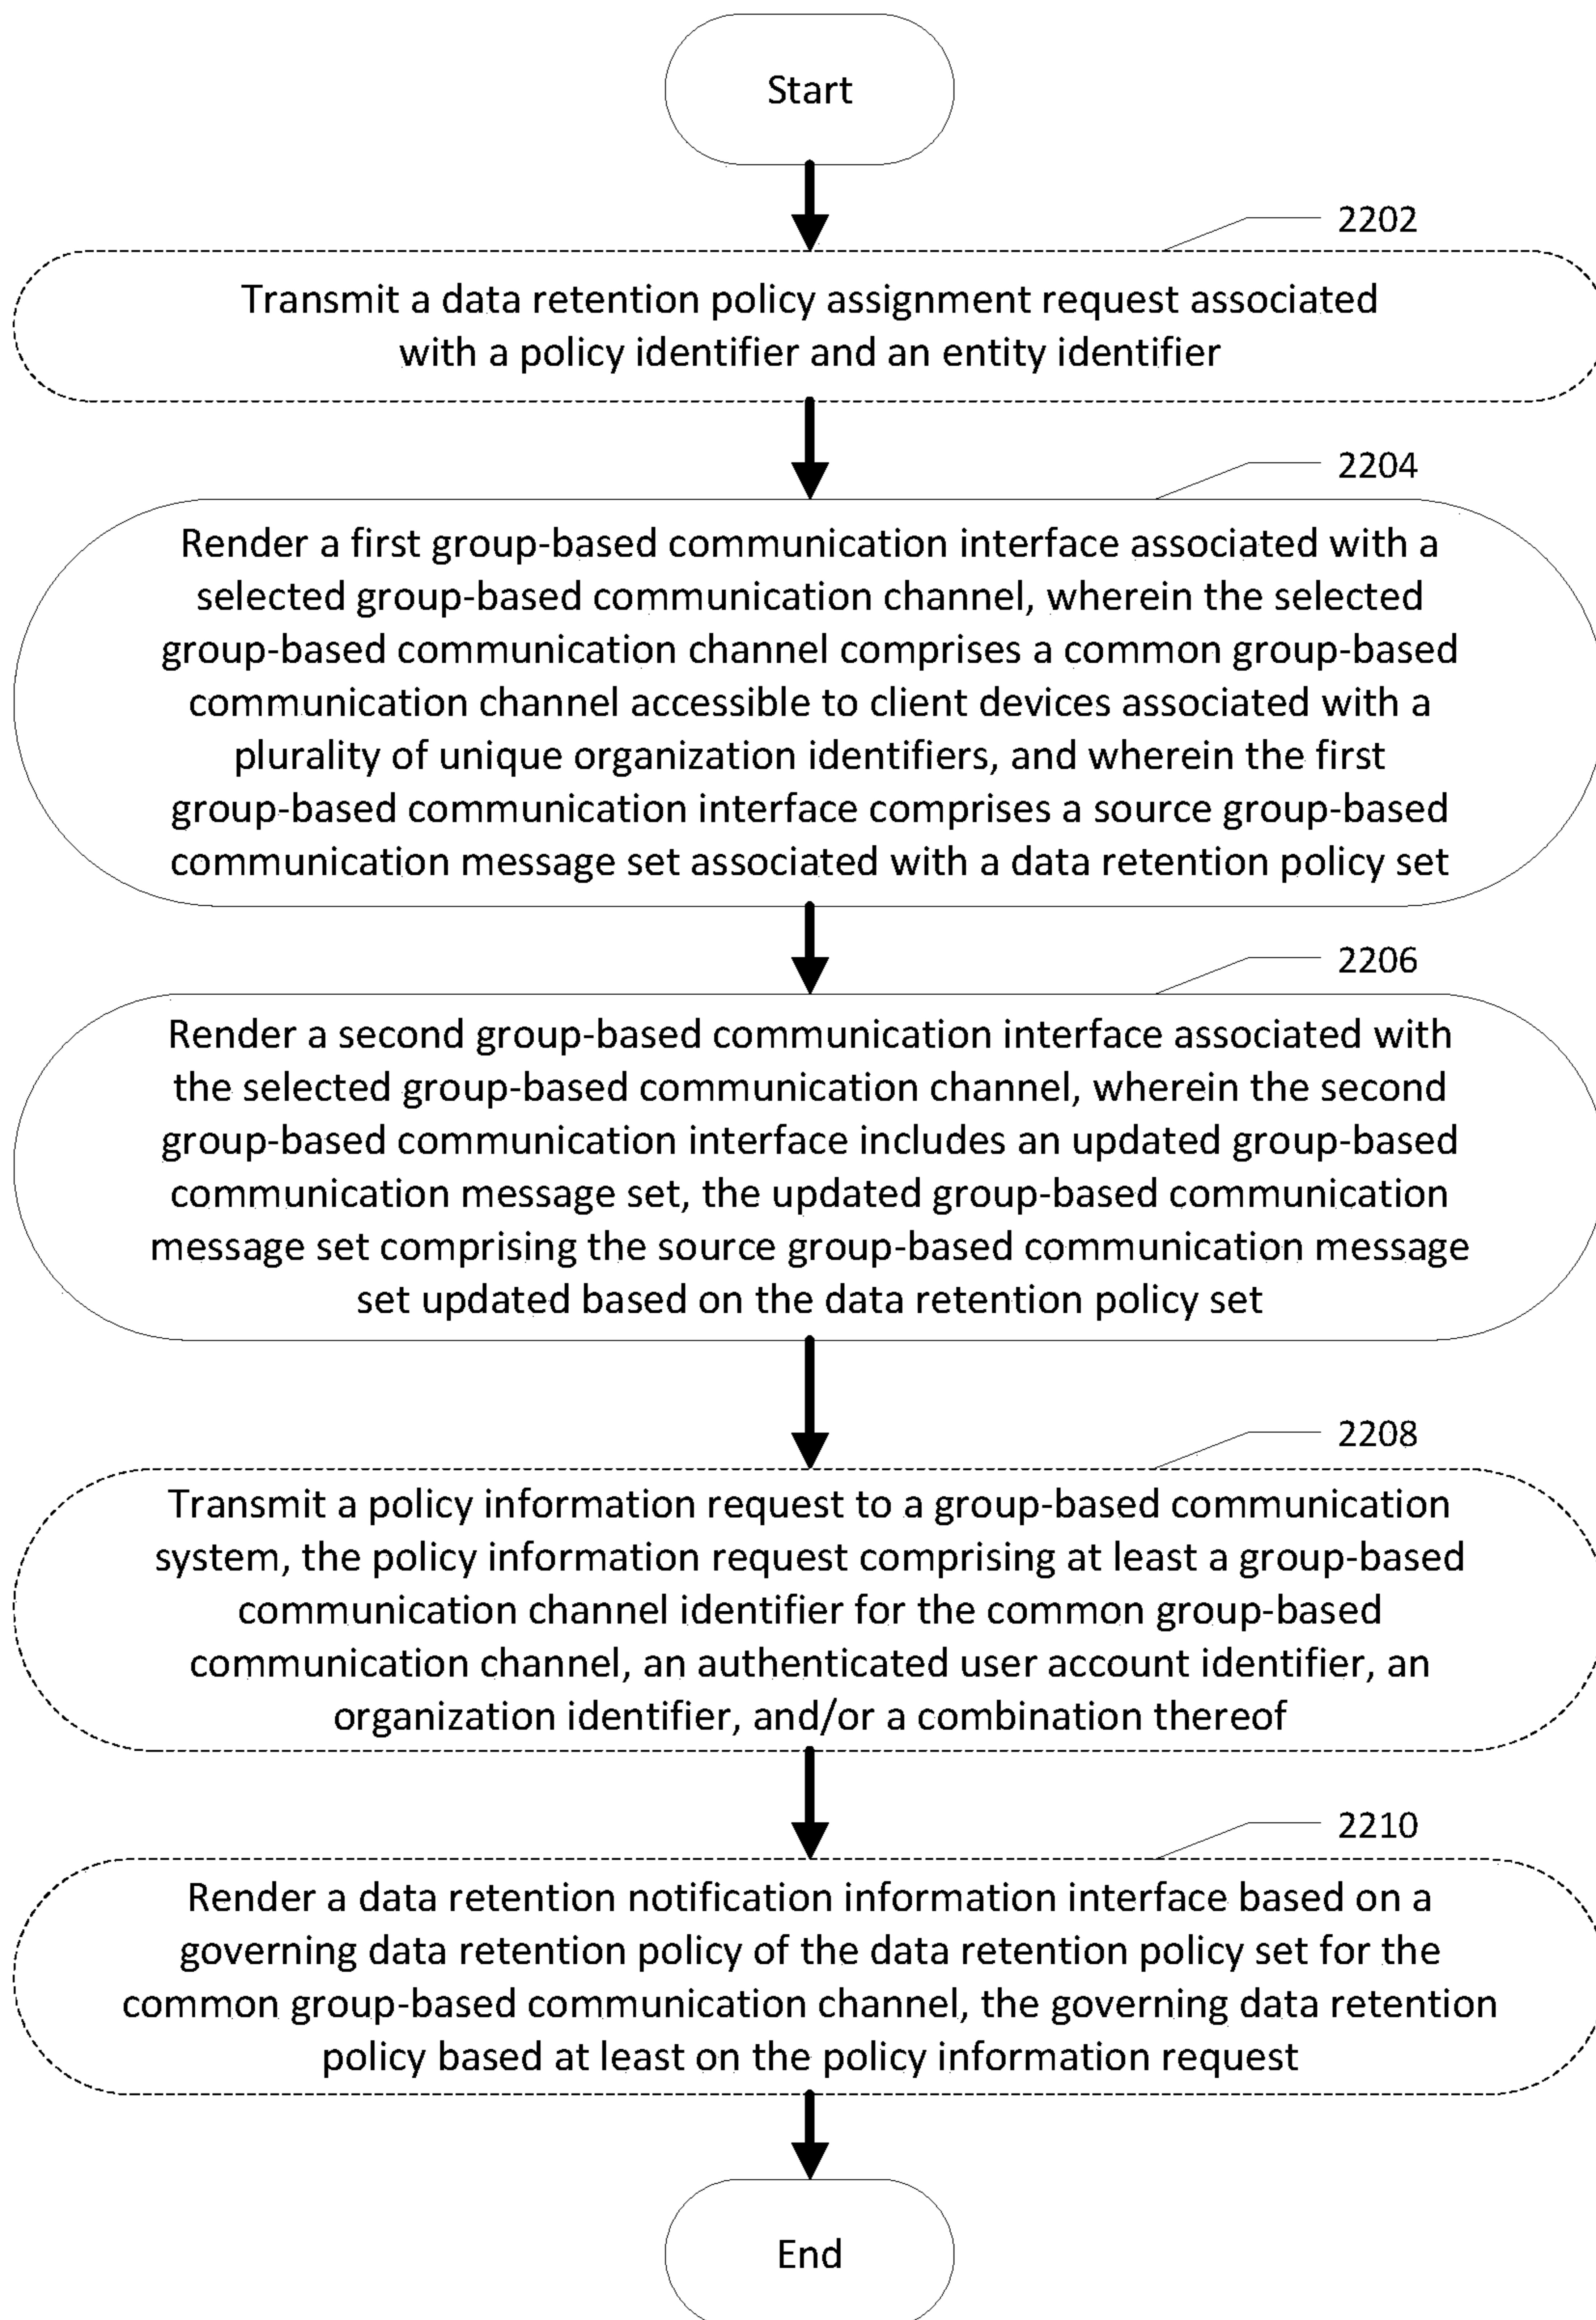 Start
2202
Transmit a data retention policy assignment request associated
with a policy identifier and an entity identifier
2204
Render a first group-based communication interface associated with a
selected group-based communication channel, wherein the selected
group-based communication channel comprises a common group-based
communication channel accessible to client devices associated with a
plurality of unique organization identifiers, and wherein the first
group-based communication interface comprises a source group-based
communication message set associated with a data retention policy set
2206
Render a second group-based communication interface associated with
the selected group-based communication channel, wherein the second
group-based communication interface includes an updated group-based
communication message set, the updated group-based communication
message set comprising the source group-based communication message
set updated based on the data retention policy set
2208
Transmit a policy information request to a group-based communication
system, the policy information request comprising at least a group-based
communication channel identifier for the common group-based
communication channel, an authenticated user account identifier, an
organization identifier, and/or a combination thereof
2210
Render a data retention notification information interface based on a
governing data retention policy of the data retention policy set for the
common group-based communication channel, the governing data retention
policy based at least on the policy information request
End